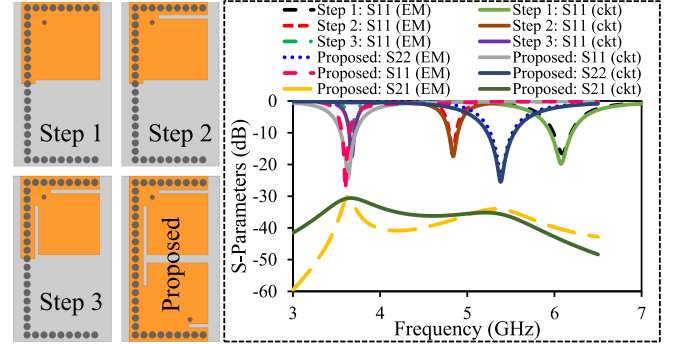 Step 1
Step 2
Step 3
Proposed
Step 1: S11 (EM)
Step 1: S11 (ckt)
Step 2: S11 (EM)
Step 2: S11 (ckt)
Step 3: S11 (EM)
Step 3: S11 (ckt)
Proposed: S22 (EM)
Proposed: S11 (ckt)
Proposed: S11 (EM)
Proposed: S22 (ckt)
Proposed: S21 (EM)
Proposed: S21 (ckt)
S-Parameters (dB)
0
-10
-20
-30
-40
-50
-60
3 4 5 6 7
Frequency (GHz)